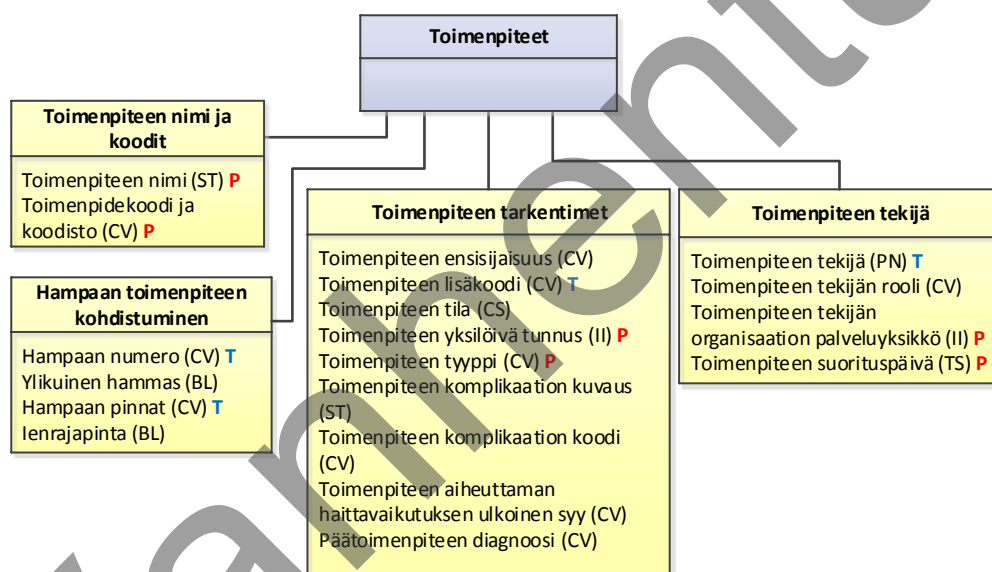 Toimenpiteet
Toimenpiteen nimi ja
koodit
Toimenpiteen nimi (ST) P
Toimenpidekoodi ja
koodisto (CV) P
Hampaan toimenpiteen
kohdistuminen
Hampaan numero (CV) T
Ylikuinen hammas (BL)
Hampaan pinnat (CV) T
Ienrajapinta (BL)
Toimenpiteen tarkentimet
Toimenpiteen ensisijaisuus (CV)
Toimenpiteen lisäkoodi (CV) T
Toimenpiteen tila (CS)
Toimenpiteen yksilöivä tunnus (II) P
Toimenpiteen tyyppi (CV) P
Toimenpiteen komplikaation kuvaus
(ST)
Toimenpiteen komplikaation koodi
(CV)
Toimenpiteen aiheuttaman
haittavaikutuksen ulkoinen syy (CV)
Päätoimenpiteen diagnoosi (CV)
Toimenpiteen tekijä
Toimenpiteen tekijä (PN) T
Toimenpiteen tekijän rooli (CV)
Toimenpiteen tekijän
organisaation palveluyksikkö (II) P
Toimenpiteen suorituspäivä (TS) P